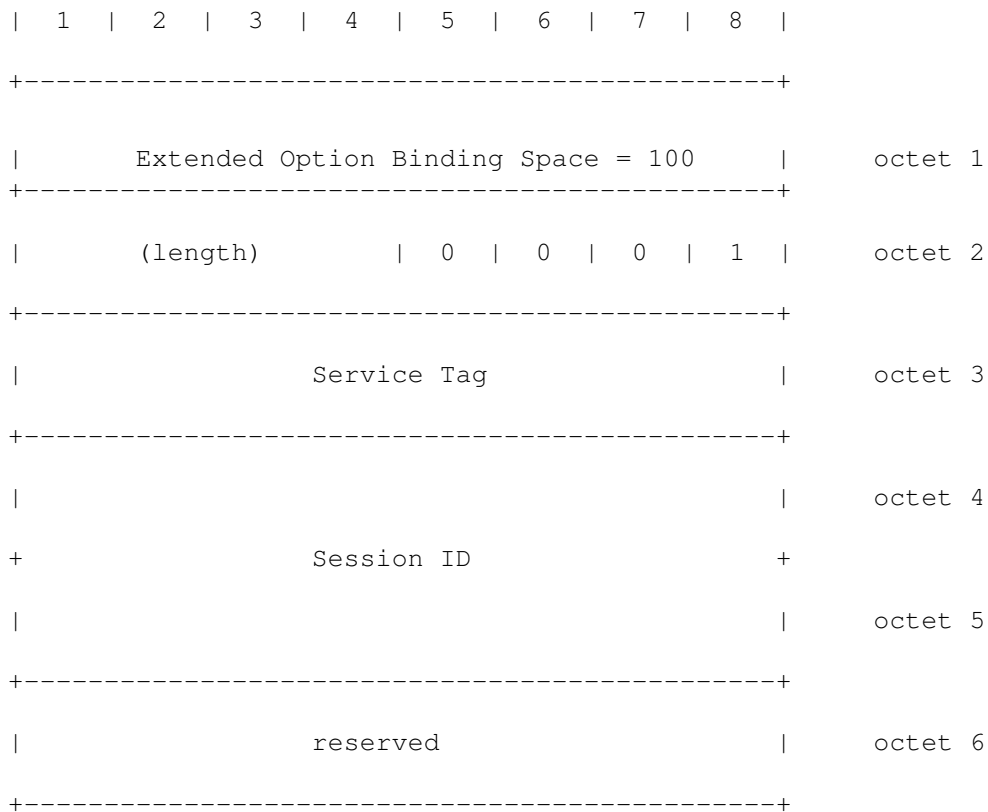 |  1  |  2  |  3  |  4  |  5  |  6  |  7  |  8  |
+-----------------------------------------------+
|       Extended Option Binding Space = 100     |     octet 1
+-----------------------------------------------+
|       (length)        |  0  |  0  |  0  |  1  |     octet 2
+-----------------------------------------------+
|                  Service Tag                  |     octet 3
+-----------------------------------------------+
|                                               |     octet 4
+                  Session ID                   +
|                                               |     octet 5
+-----------------------------------------------+
|                  reserved                     |     octet 6
+-----------------------------------------------+